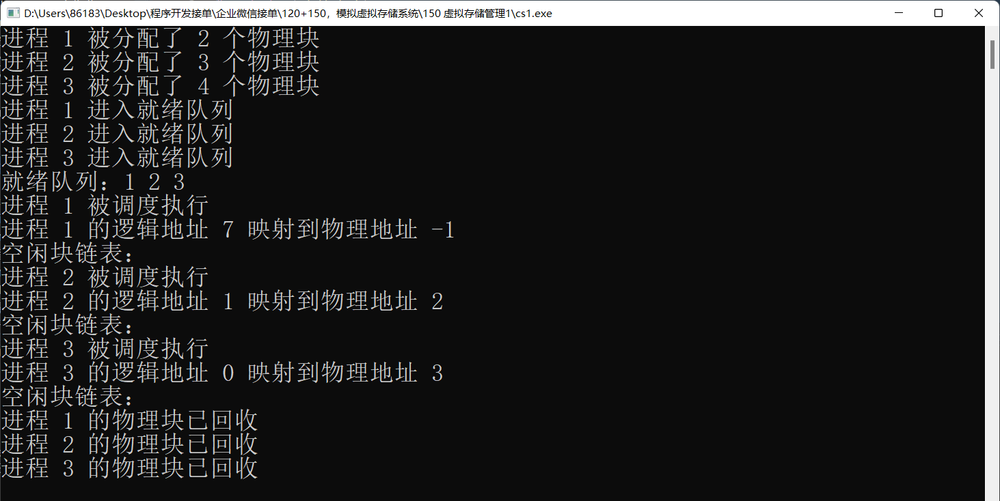 D:\Users\86183\Desktop\程序开发接单\企业微信接单\120+150，模拟虚拟存储系统\150 虚拟存储管理1\cs1.exe
进程 1 被分配了 2 个物理块
进程 2 被分配了 3 个物理块
进程 3 被分配了 4 个物理块
进程 1 进入就绪队列
进程 2 进入就绪队列
进程 3 进入就绪队列
就绪队列：1 2 3
进程 1 被调度执行
进程 1 的逻辑地址 7 映射到物理地址 -1
空闲块链表：
进程 2 被调度执行
进程 2 的逻辑地址 1 映射到物理地址 2
空闲块链表：
进程 3 被调度执行
进程 3 的逻辑地址 0 映射到物理地址 3
空闲块链表：
进程 1 的物理块已回收
进程 2 的物理块已回收
进程 3 的物理块已回收